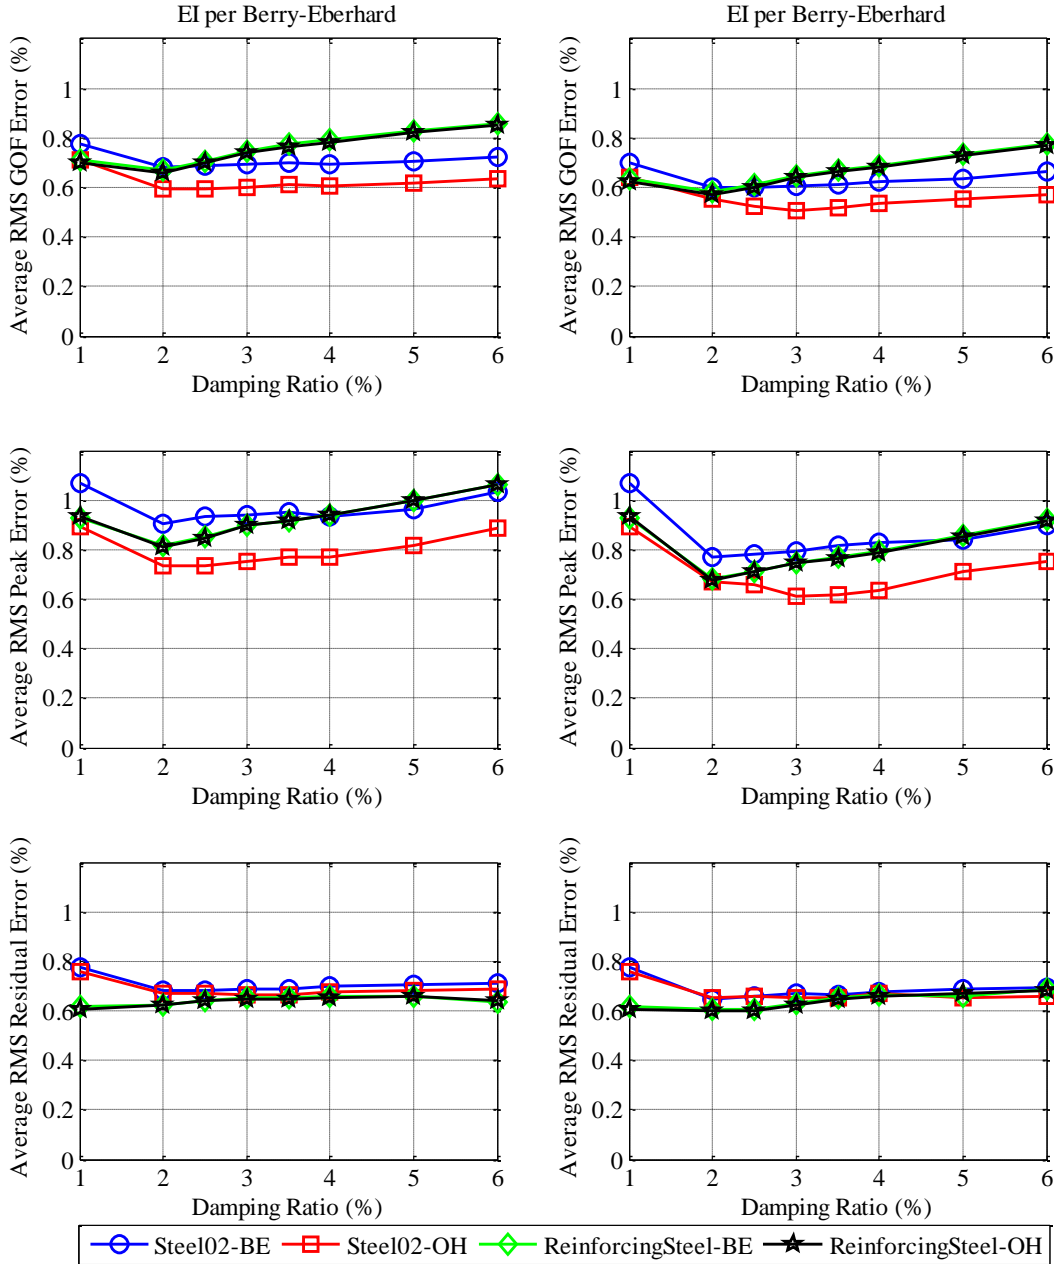 EI per Berry-Eberhard
EI per Berry-Eberhard
Average RMS GOF Error (%)
1
0.8
0.6
0.4
0.2
0
1 2 3 4 5 6
Damping Ratio (%)
Average RMS GOF Error (%)
1
0.8
0.6
0.4
0.2
0
1 2 3 4 5 6
Damping Ratio (%)
Average RMS Peak Error (%)
1
0.8
0.6
0.4
0.2
0
1 2 3 4 5 6
Damping Ratio (%)
Average RMS Peak Error (%)
1
0.8
0.6
0.4
0.2
0
1 2 3 4 5 6
Damping Ratio (%)
Average RMS Residual Error (%)
1
0.8
0.6
0.4
0.2
0
1 2 3 4 5 6
Damping Ratio (%)
Average RMS Residual Error (%)
1
0.8
0.6
0.4
0.2
0
1 2 3 4 5 6
Damping Ratio (%)
Steel02-BE Steel02-OH ReinforcingSteel-BE ReinforcingSteel-OH